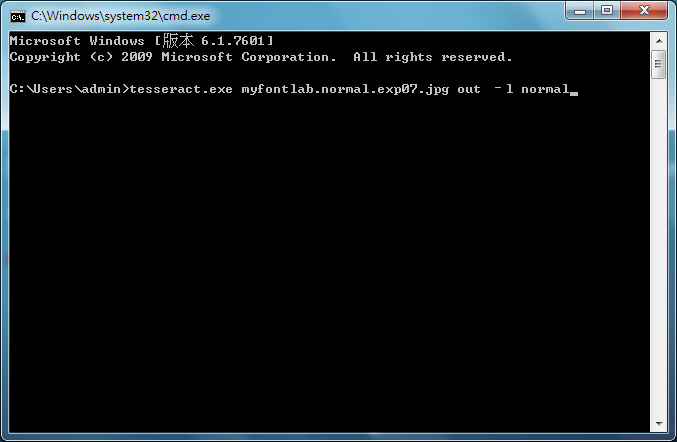 C:\Windows\system32\cmd.exe
Microsoft Windows [版本 6.1.7601]
Copyright (c) 2009 Microsoft Corporation.  All rights reserved.
C:\Users\admin>tesseract.exe myfontlab.normal.exp07.jpg out  -l normal